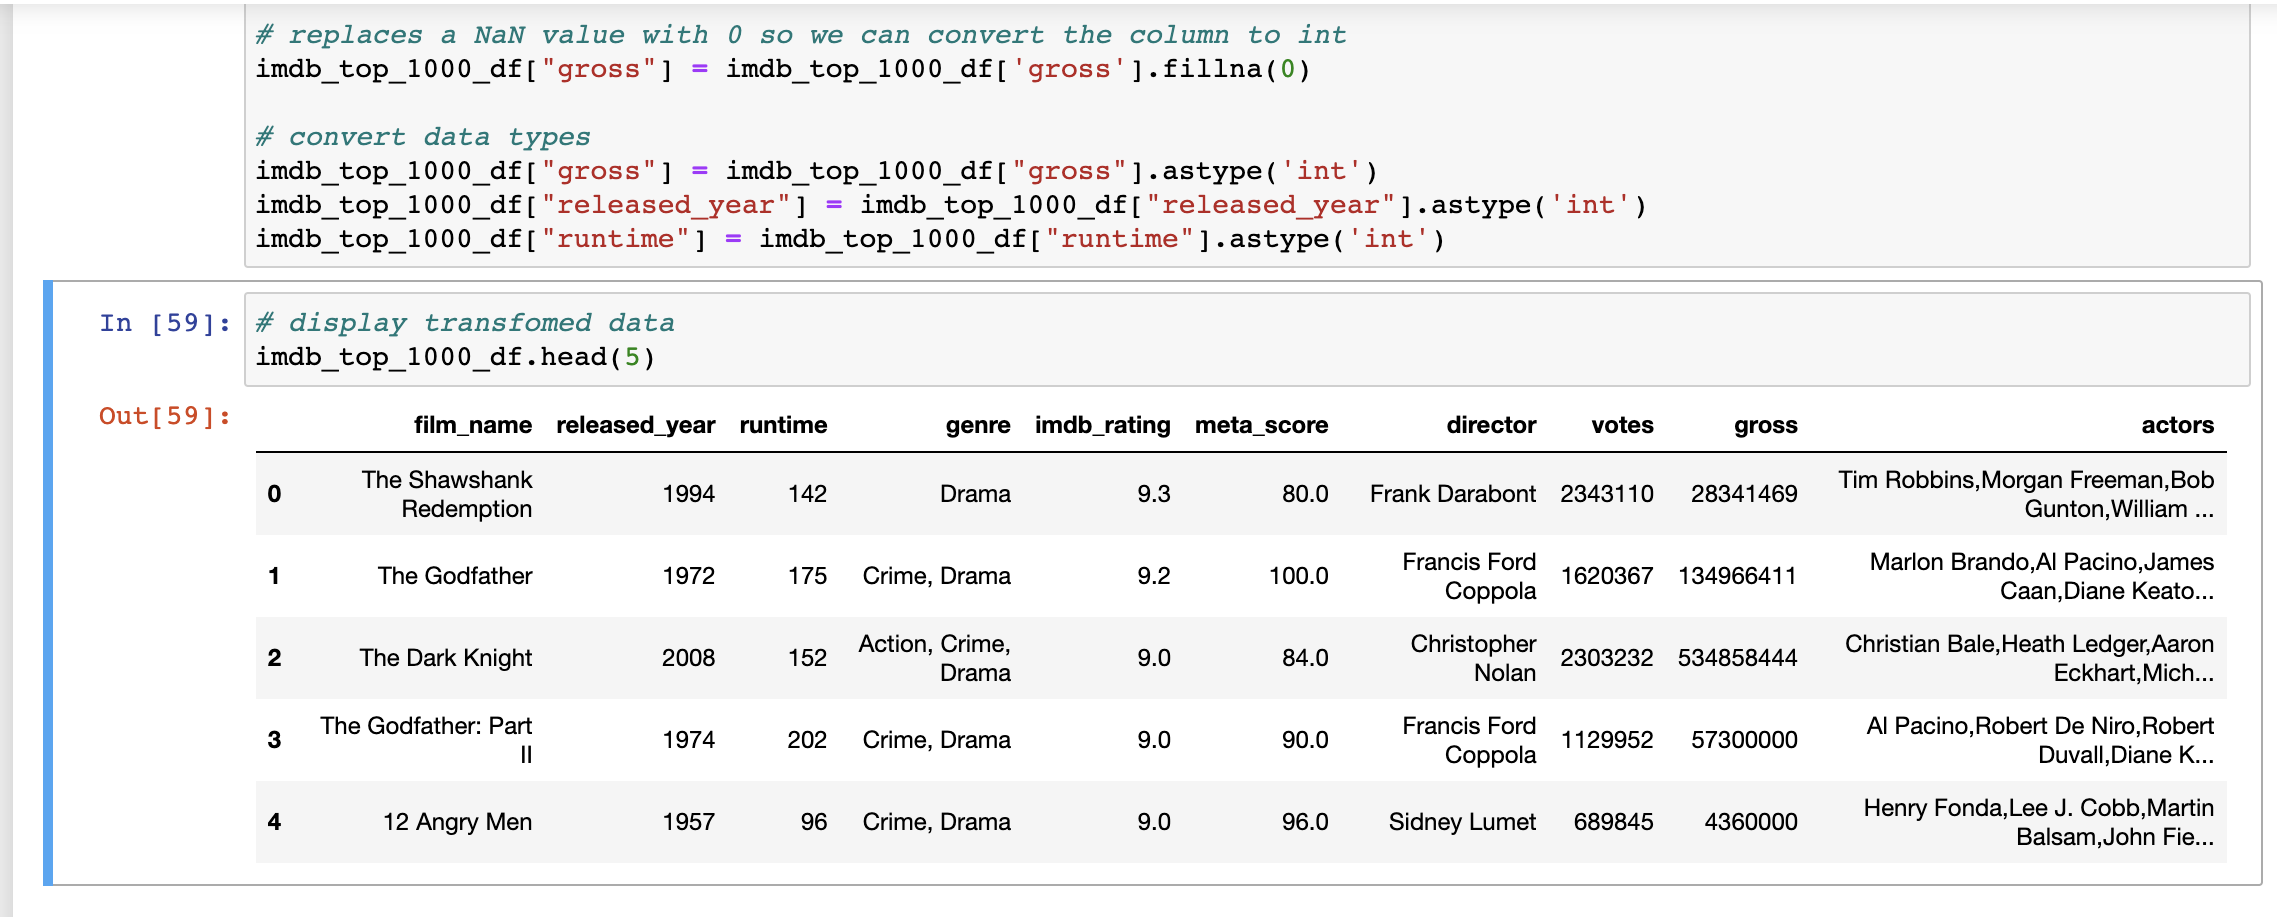 # replaces a NaN value with 0 so we can convert the column to int
imdb_top_1000_df["gross"] = imdb_top_1000_df['gross'].fillna(0)
# convert data types
imdb_top_1000_df["gross"] = imdb_top_1000_df["gross"].astype('int')
imdb_top_1000_df["released_year"] = imdb_top_1000_df["released_year"].astype('int')
imdb_top_1000_df["runtime"] = imdb_top_1000_df["runtime"].astype('int')
In [59]: # display transfomed data
imdb_top_1000_df.head(5)
Out[59]:
film_name released_year runtime genre imdb_rating meta_score director votes gross actors
0 The Shawshank Redemption 1994 142 Drama 9.3 80.0 Frank Darabont 2343110 28341469 Tim Robbins,Morgan Freeman,Bob Gunton,William ...
1 The Godfather 1972 175 Crime, Drama 9.2 100.0 Francis Ford Coppola 1620367 134966411 Marlon Brando,Al Pacino,James Caan,Diane Keato...
2 The Dark Knight 2008 152 Action, Crime, Drama 9.0 84.0 Christopher Nolan 2303232 534858444 Christian Bale,Heath Ledger,Aaron Eckhart,Mich...
3 The Godfather: Part II 1974 202 Crime, Drama 9.0 90.0 Francis Ford Coppola 1129952 57300000 Al Pacino,Robert De Niro,Robert Duvall,Diane K...
4 12 Angry Men 1957 96 Crime, Drama 9.0 96.0 Sidney Lumet 689845 4360000 Henry Fonda,Lee J. Cobb,Martin Balsam,John Fie...